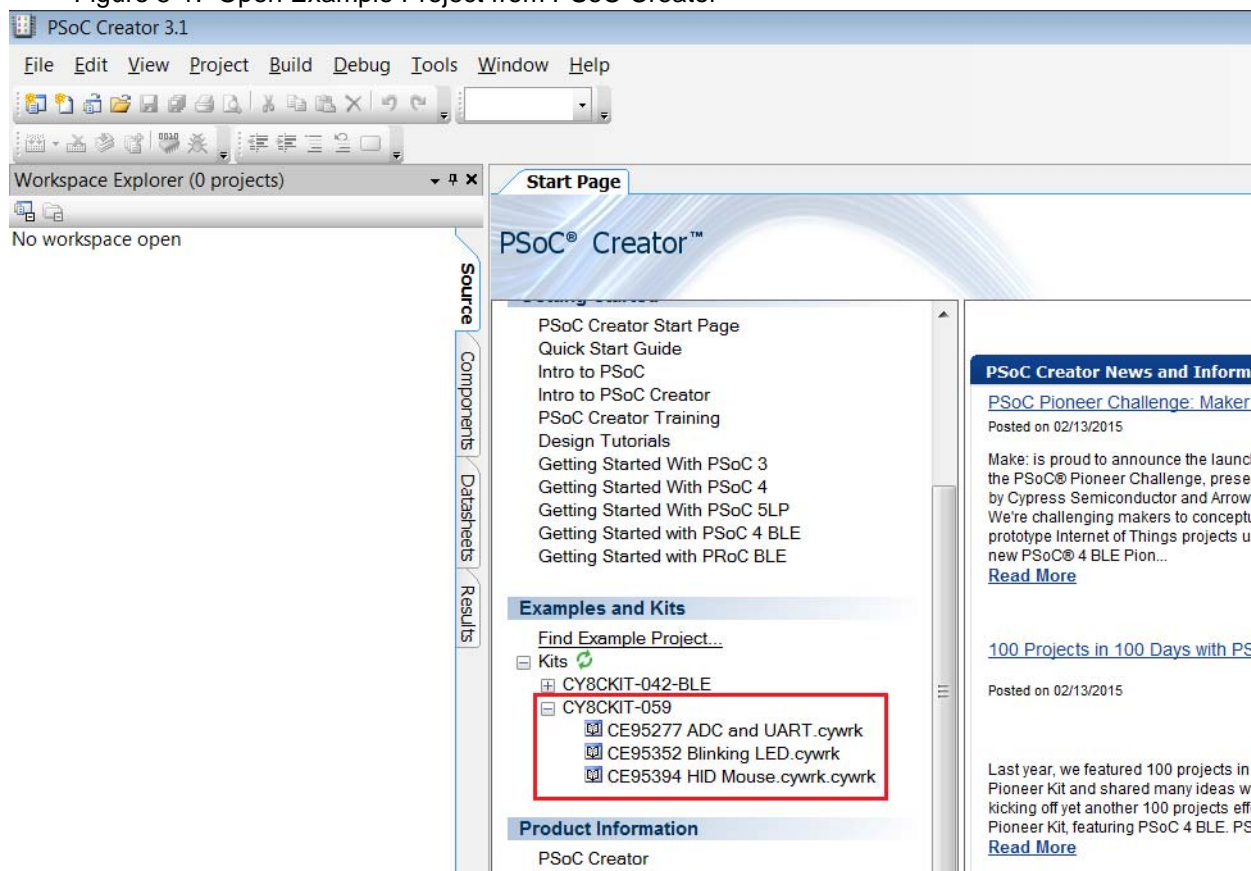 Figure 3-1. Open Example Project from PSoC Creator
PSoC Creator 3.1
File Edit View Project Build Debug Tools Window Help
Workspace Explorer (0 projects)
No workspace open
Source
Components
Datasheets
Results
Start Page
PSoC® Creator™
Getting Started
PSoC Creator Start Page
Quick Start Guide
Intro to PSoC
Intro to PSoC Creator
PSoC Creator Training
Design Tutorials
Getting Started With PSoC 3
Getting Started With PSoC 4
Getting Started With PSoC 5LP
Getting Started with PSoC 4 BLE
Getting Started with PRoC BLE
Examples and Kits
Find Example Project...
Kits
CY8CKIT-042-BLE
CY8CKIT-059
CE95277 ADC and UART.cywrk
CE95352 Blinking LED.cywrk
CE95394 HID Mouse.cywrk.cywrk
Product Information
PSoC Creator
PSoC Creator News and Inform
PSoC Pioneer Challenge: Maker
Posted on 02/13/2015
Make: is proud to announce the launc
the PSoC® Pioneer Challenge, prese
by Cypress Semiconductor and Arrow
We're challenging makers to conceptu
prototype Internet of Things projects u
new PSoC® 4 BLE Pion...
Read More
100 Projects in 100 Days with PS
Posted on 02/13/2015
Last year, we featured 100 projects in
Pioneer Kit and shared many ideas w
kicking off yet another 100 projects eff
Pioneer Kit, featuring PSoC 4 BLE. PS
Read More